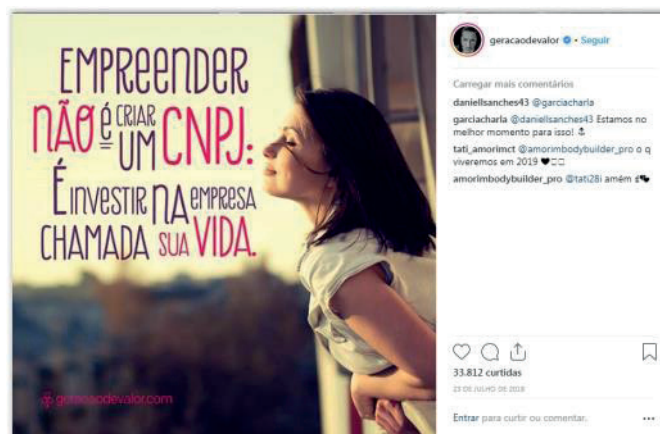 EMPREENDER
NÃO é CRIAR
UM CNPJ:
É INVESTIR NA EMPRESA
CHAMADA SUA VIDA.
geracaodevalor.com
geracaodevalor • Seguir
Carregar mais comentários
daniellsanches43 @garciacharla
garciacharla @daniellsanches43 Estamos no
melhor momento para isso!
tati_amorimct @amorimbodybuilder_pro o q
viveremos em 2019
amorimbodybuilder_pro @tati28i amém
33.812 curtidas
23 DE JULHO DE 2018
Entrar para curtir ou comentar.